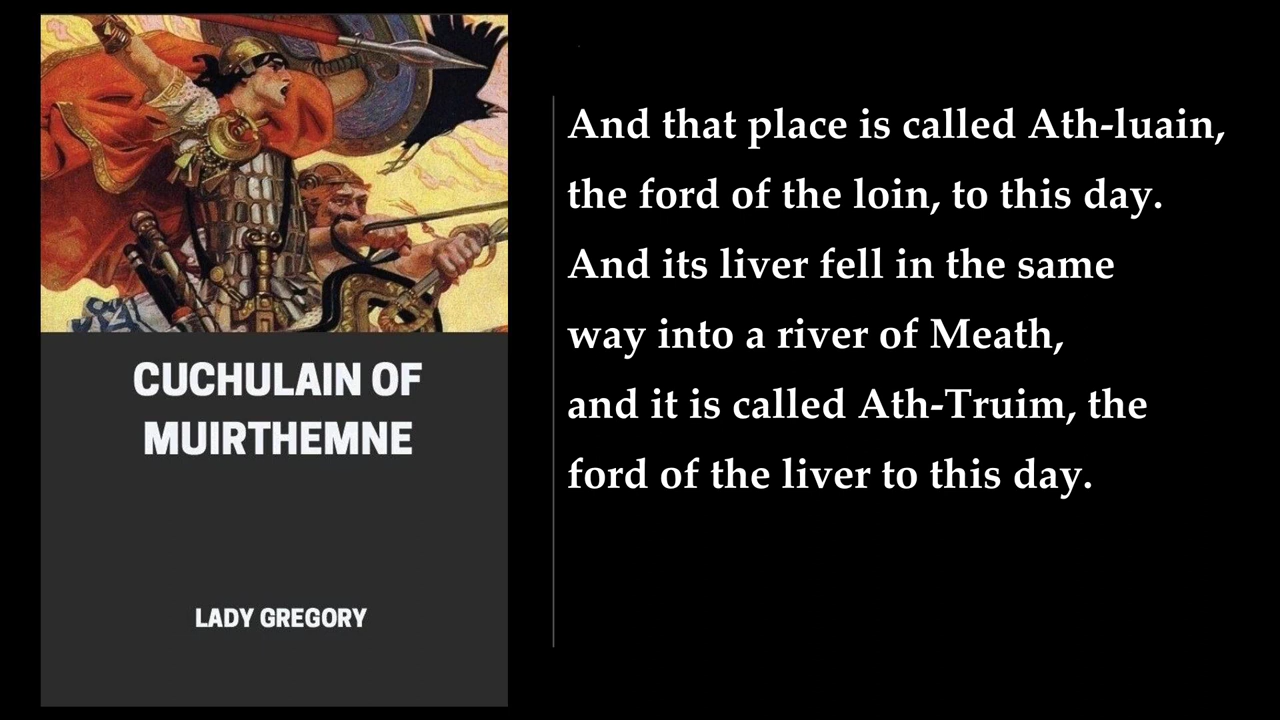 CUCHULAIN OF
MUIRTHEMNE
LADY GREGORY
And that place is called Ath-luain,
the ford of the loin, to this day.
And its liver fell in the same
way into a river of Meath,
and it is called Ath-Truim, the
ford of the liver to this day.